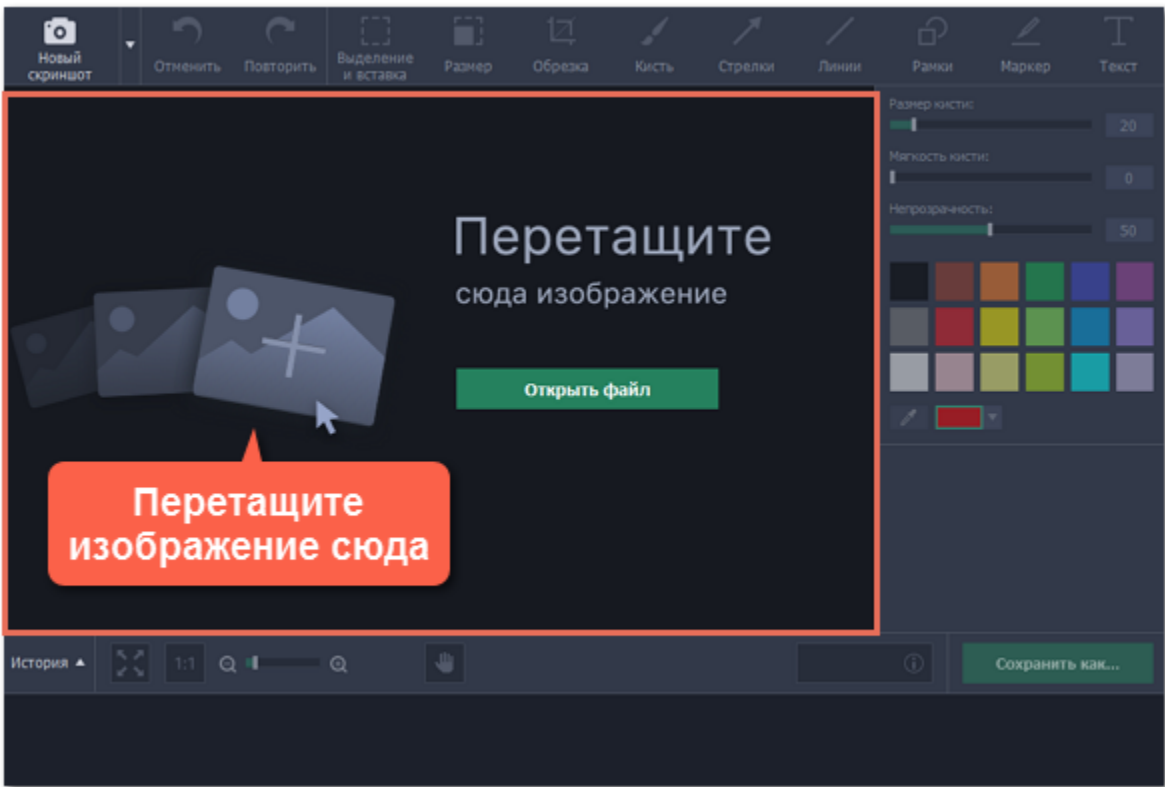 Новый
скриншот
Отменить
Повторить
Выделение
и вставка
Размер
Обрезка
Кисть
Стрелки
Линии
Рамки
Маркер
Текст
Размер кисти:
20
Мягкость кисти:
0
Непрозрачность:
50
Перетащите
сюда изображение
Открыть файл
Перетащите
изображение сюда
История
1:1
Сохранить как...